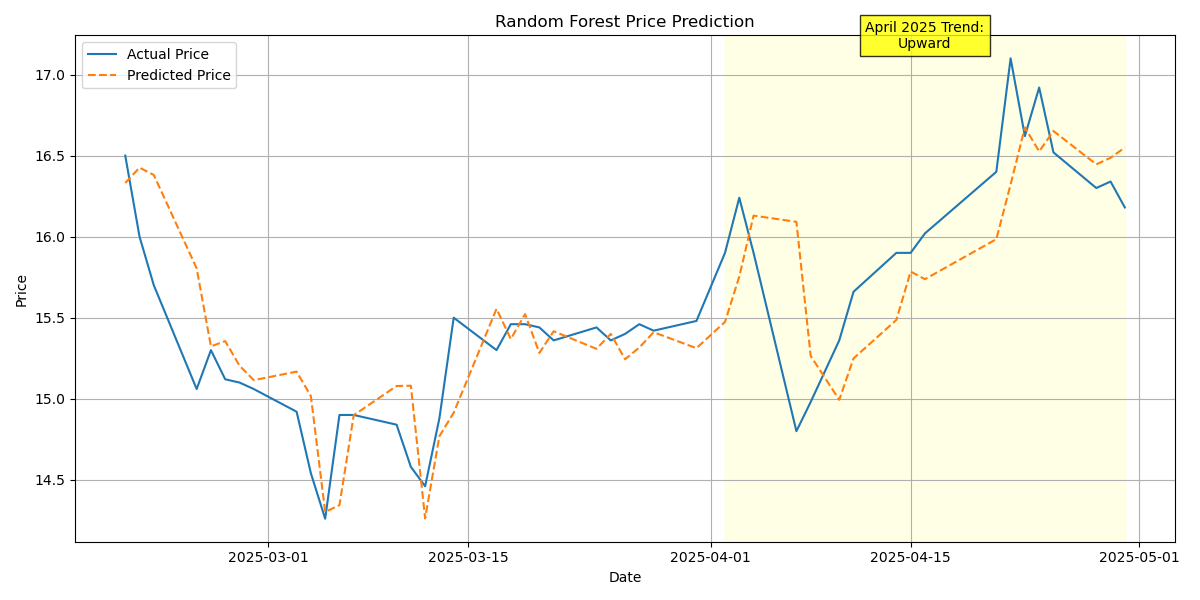 Random Forest Price Prediction
April 2025 Trend:
Upward
Actual Price
Predicted Price
Price
17.0
16.5
16.0
15.5
15.0
14.5
2025-03-01
2025-03-15
2025-04-01
2025-04-15
2025-05-01
Date